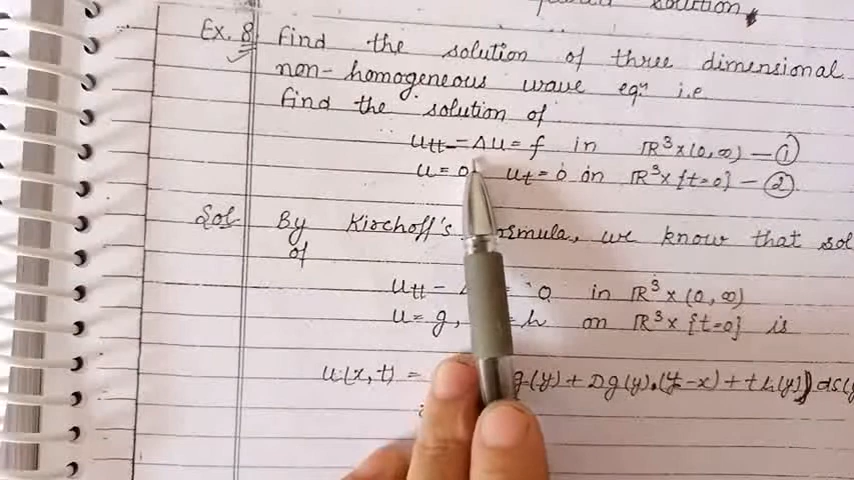 solution,
Ex. 8 Find the solution of three dimensional
non-homogeneous wave eqn i.e
find the solution of
utt - Δu = f in R³×(0,∞) — ①
u = 0 ut = 0 on R³×{t=0} — ②
Sol By Kirchoff's formula, we know that sol
of
utt - = 0 in R³×(0,∞)
u = g, = h on R³×{t=0} is
u(x,t) = g(y) + Dg(y).(y-x) + t h(y)) ds(y